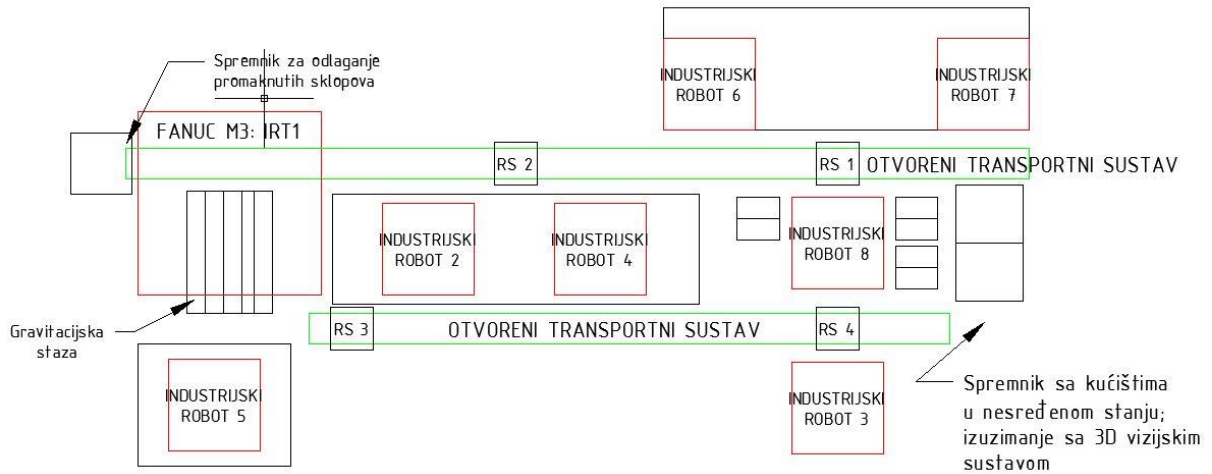 Spremnik za odlaganje
promaknutih sklopova
FANUC M3: IRT1
INDUSTRIJSKI
ROBOT 6
INDUSTRIJSKI
ROBOT 7
RS 2
RS 1
OTVORENI TRANSPORTNI SUSTAV
INDUSTRIJSKI
ROBOT 2
INDUSTRIJSKI
ROBOT 4
INDUSTRIJSKI
ROBOT 8
Gravitacijska
staza
RS 3
OTVORENI TRANSPORTNI SUSTAV
RS 4
INDUSTRIJSKI
ROBOT 5
INDUSTRIJSKI
ROBOT 3
Spremnik sa kućištima
u nesređenom stanju;
izuzimanje sa 3D vizijskim
sustavom